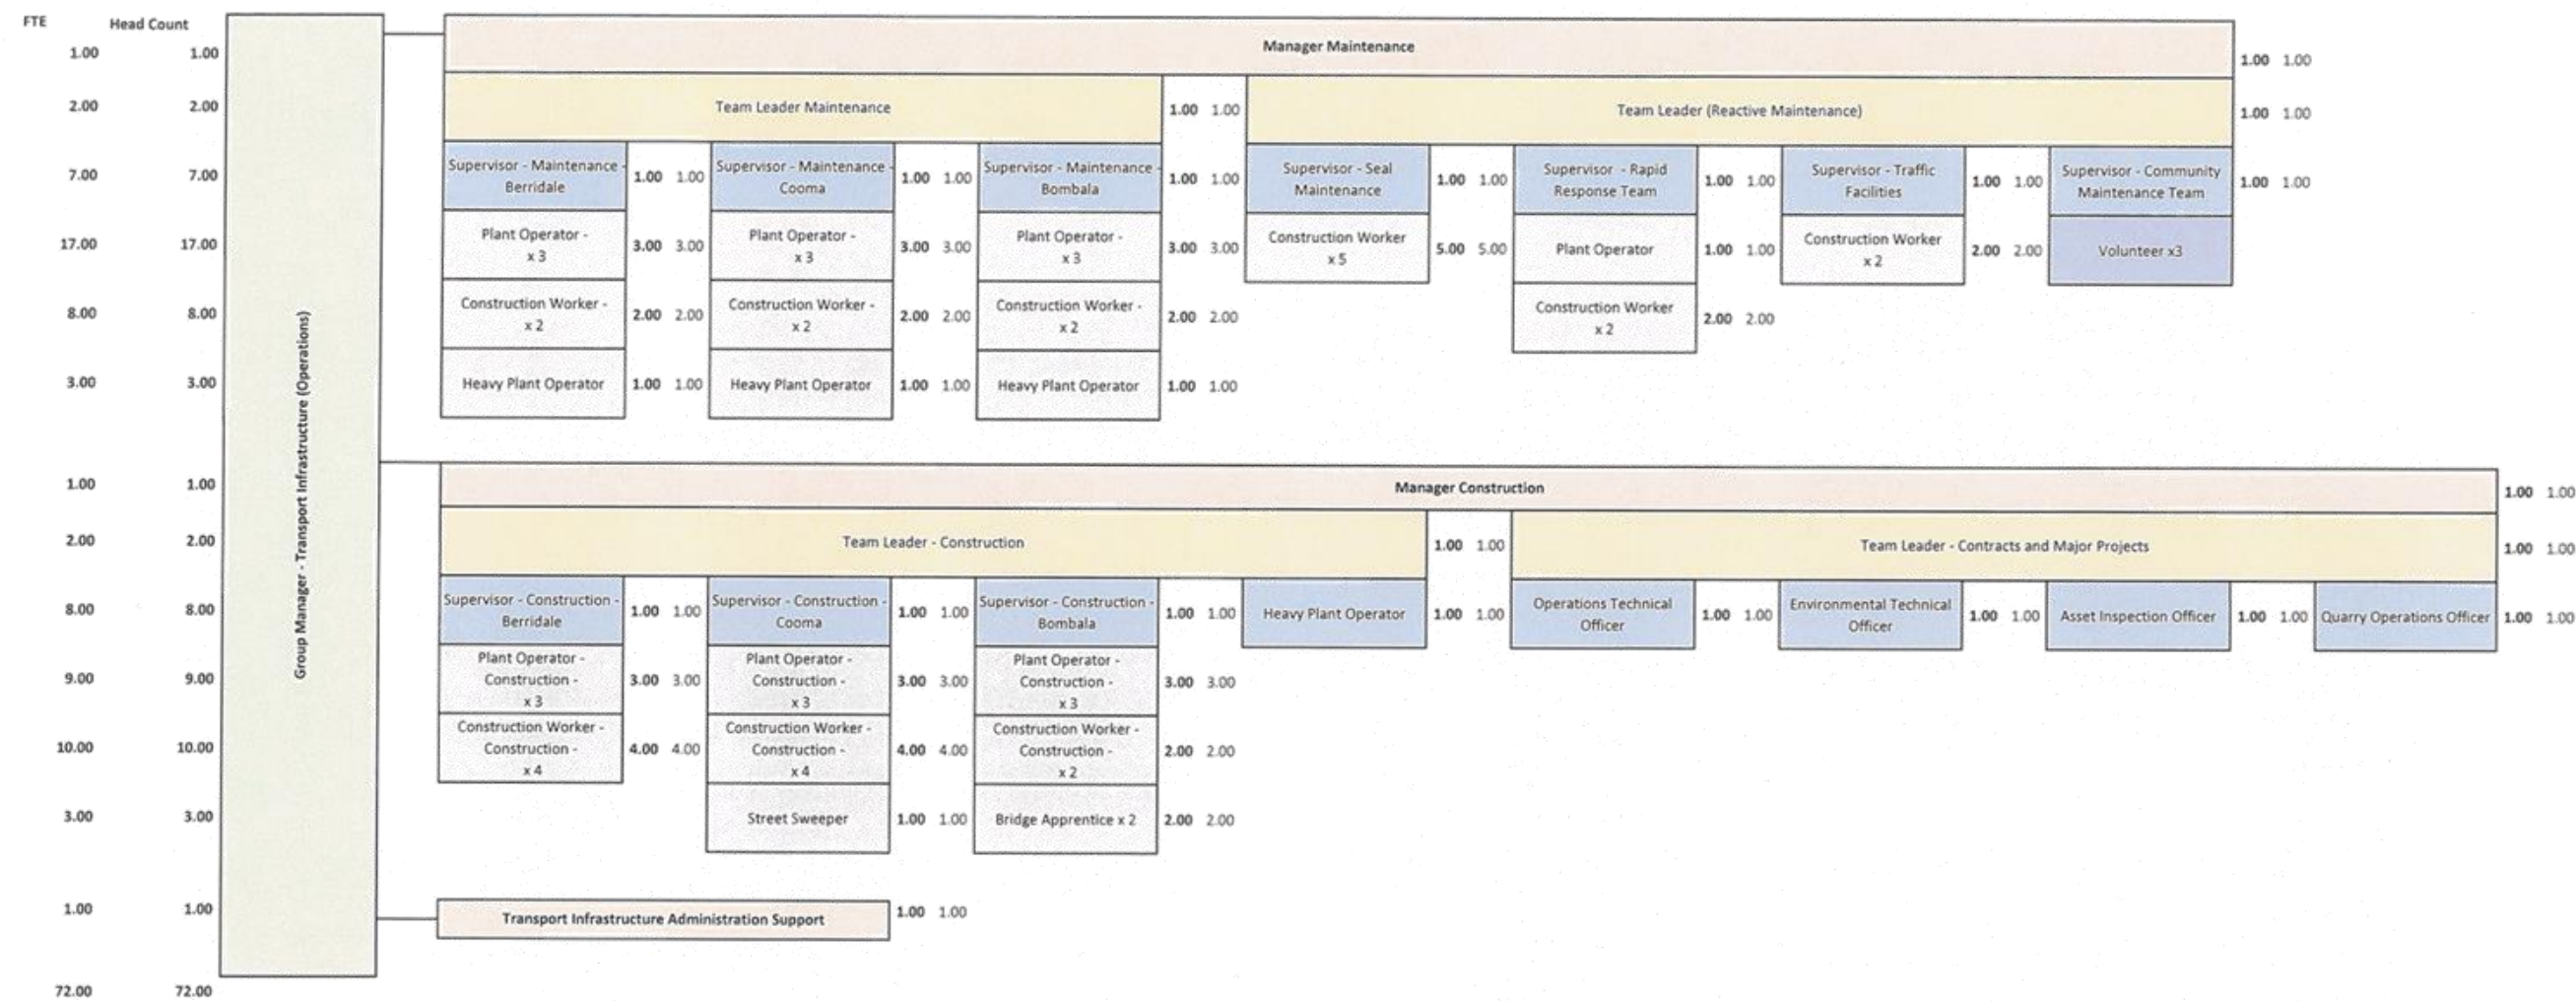 FTE Head Count
1.00 1.00
Manager Maintenance
1.00 1.00
2.00 2.00
Team Leader Maintenance
1.00 1.00
Team Leader (Reactive Maintenance)
1.00 1.00
7.00 7.00
Supervisor - Maintenance -
Berridale
1.00 1.00
Supervisor - Maintenance -
Cooma
1.00 1.00
Supervisor - Maintenance -
Bombala
1.00 1.00
Supervisor - Seal
Maintenance
1.00 1.00
Supervisor - Rapid
Response Team
1.00 1.00
Supervisor - Traffic
Facilities
1.00 1.00
Supervisor - Community
Maintenance Team
1.00 1.00
17.00 17.00
Plant Operator -
x 3
3.00 3.00
Plant Operator -
x 3
3.00 3.00
Plant Operator -
x 3
3.00 3.00
Construction Worker
x 5
5.00 5.00
Plant Operator
1.00 1.00
Construction Worker
x 2
2.00 2.00
Volunteer x3
8.00 8.00
Construction Worker -
x 2
2.00 2.00
Construction Worker -
x 2
2.00 2.00
Construction Worker -
x 2
2.00 2.00
Construction Worker
x 2
2.00 2.00
3.00 3.00
Heavy Plant Operator
1.00 1.00
Heavy Plant Operator
1.00 1.00
Heavy Plant Operator
1.00 1.00
Group Manager - Transport Infrastructure (Operations)
1.00 1.00
Manager Construction
1.00 1.00
2.00 2.00
Team Leader - Construction
1.00 1.00
Team Leader - Contracts and Major Projects
1.00 1.00
8.00 8.00
Supervisor - Construction -
Berridale
1.00 1.00
Supervisor - Construction -
Cooma
1.00 1.00
Supervisor - Construction -
Bombala
1.00 1.00
Heavy Plant Operator
1.00 1.00
Operations Technical
Officer
1.00 1.00
Environmental Technical
Officer
1.00 1.00
Asset Inspection Officer
1.00 1.00
Quarry Operations Officer
1.00 1.00
9.00 9.00
Plant Operator -
Construction -
x 3
3.00 3.00
Plant Operator -
Construction -
x 3
3.00 3.00
Plant Operator -
Construction -
x 3
3.00 3.00
10.00 10.00
Construction Worker -
Construction -
x 4
4.00 4.00
Construction Worker -
Construction -
x 4
4.00 4.00
Construction Worker -
Construction -
x 2
2.00 2.00
3.00 3.00
Street Sweeper
1.00 1.00
Bridge Apprentice x 2
2.00 2.00
1.00 1.00
Transport Infrastructure Administration Support
1.00 1.00
72.00 72.00